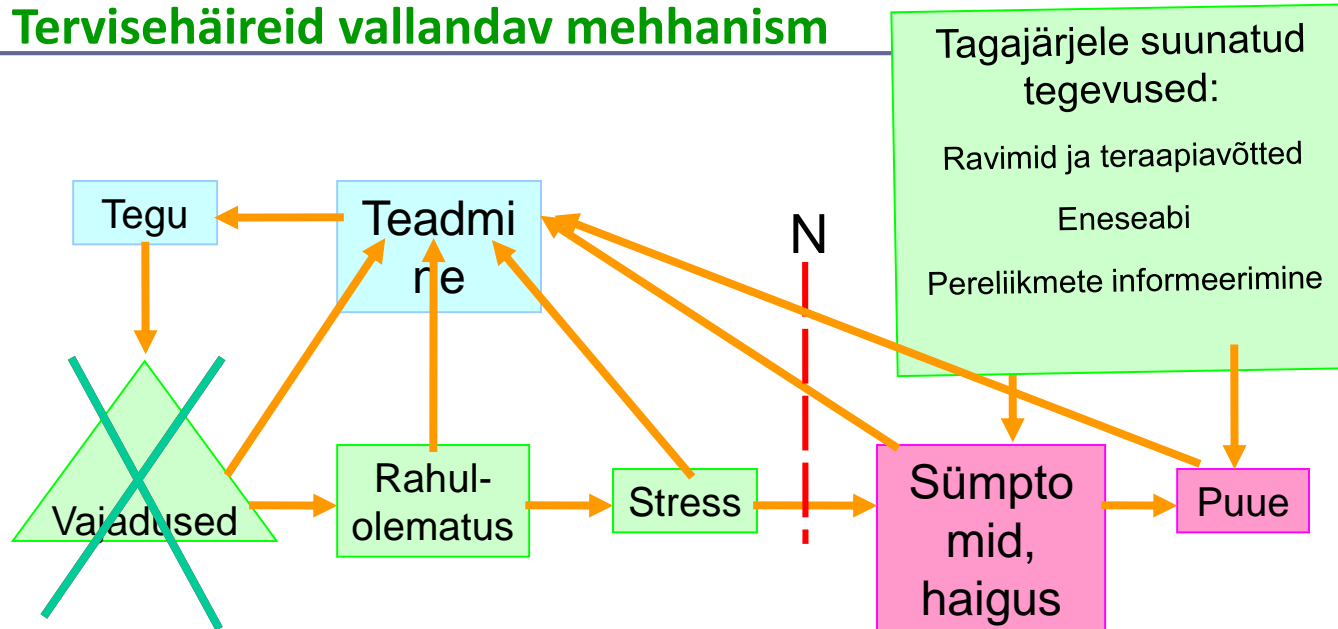 Tervisehäireid vallandav mehhanism
Tagajärjele suunatud
tegevused:
Ravimid ja teraapiavõtted
Eneseabi
Pereliikmete informeerimine
Tegu
Teadmi
ne
N
Vajadused
Rahul-
olematus
Stress
Sümpto
mid,
haigus
Puue